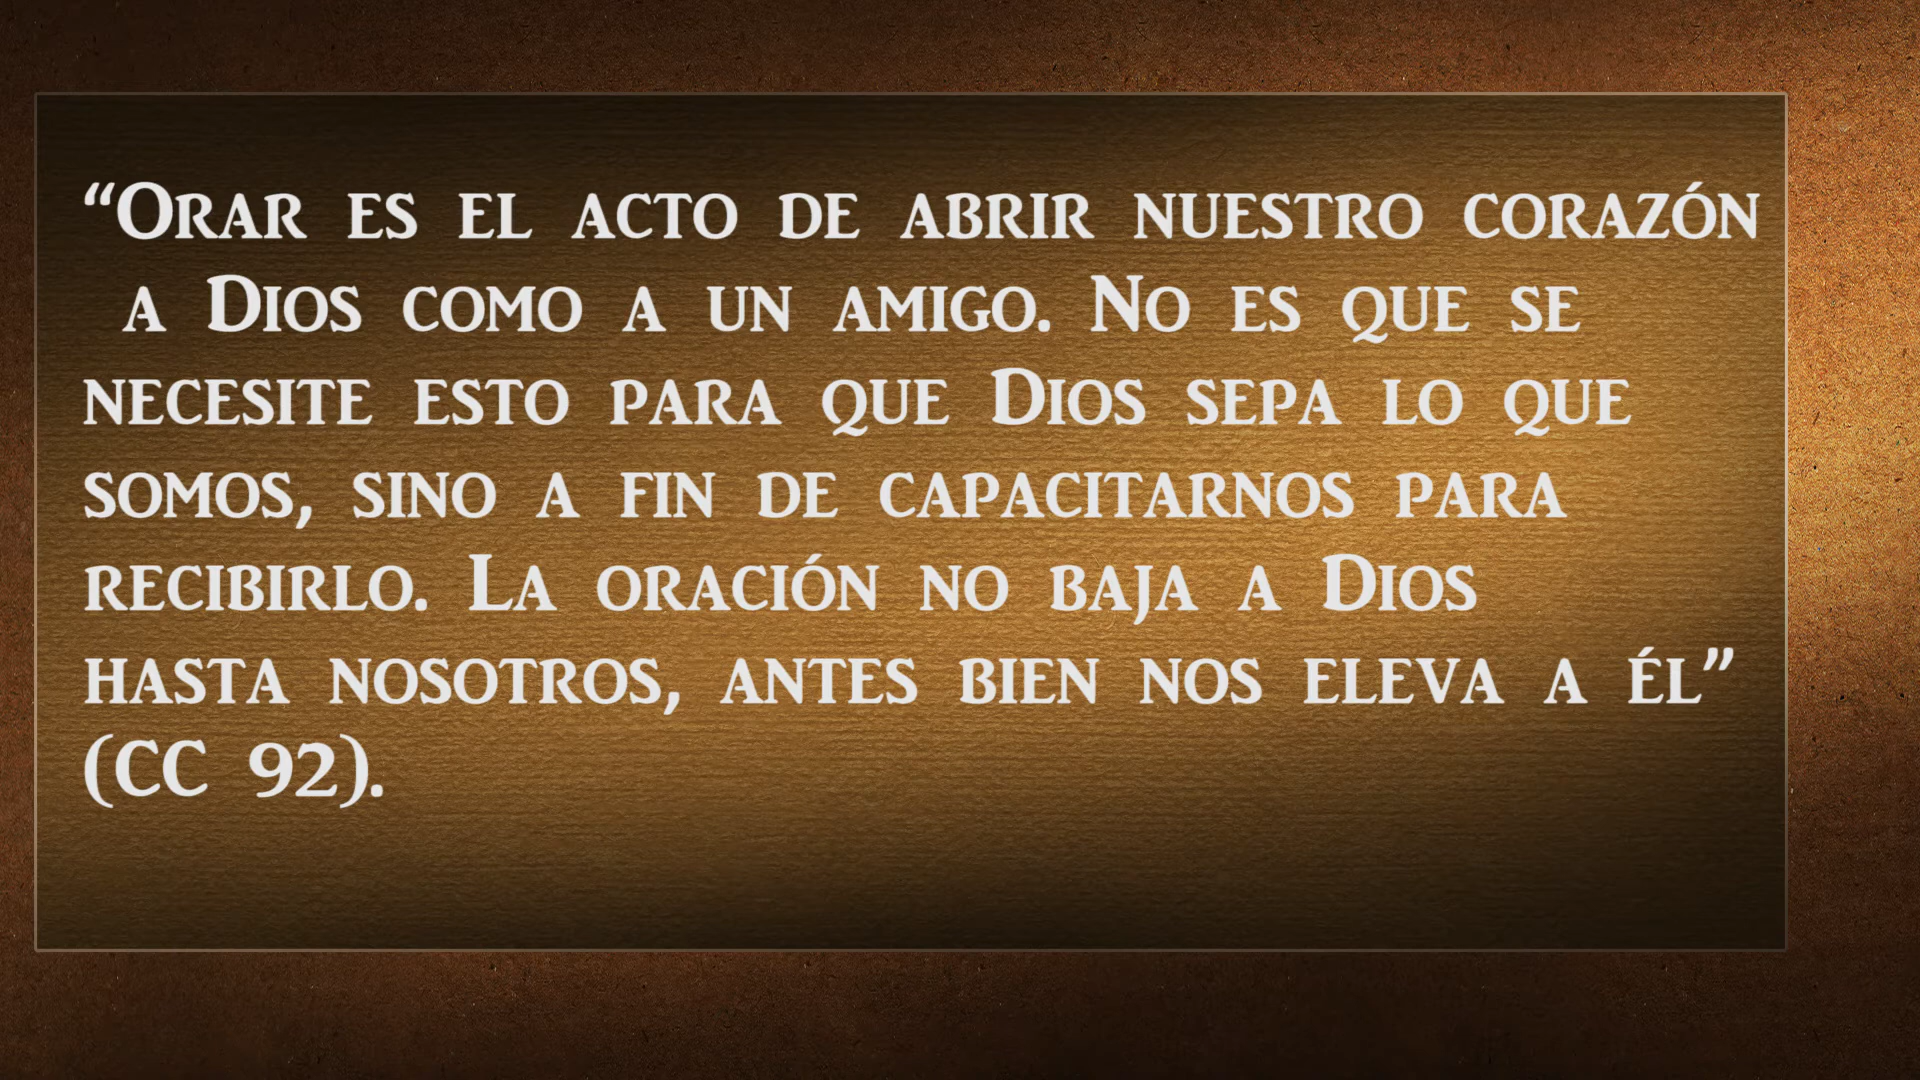 “Orar es el acto de abrir nuestro corazón
a Dios como a un amigo. No es que se
necesite esto para que Dios sepa lo que
somos, sino a fin de capacitarnos para
recibirlo. La oración no baja a Dios
hasta nosotros, antes bien nos eleva a él”
(CC 92).